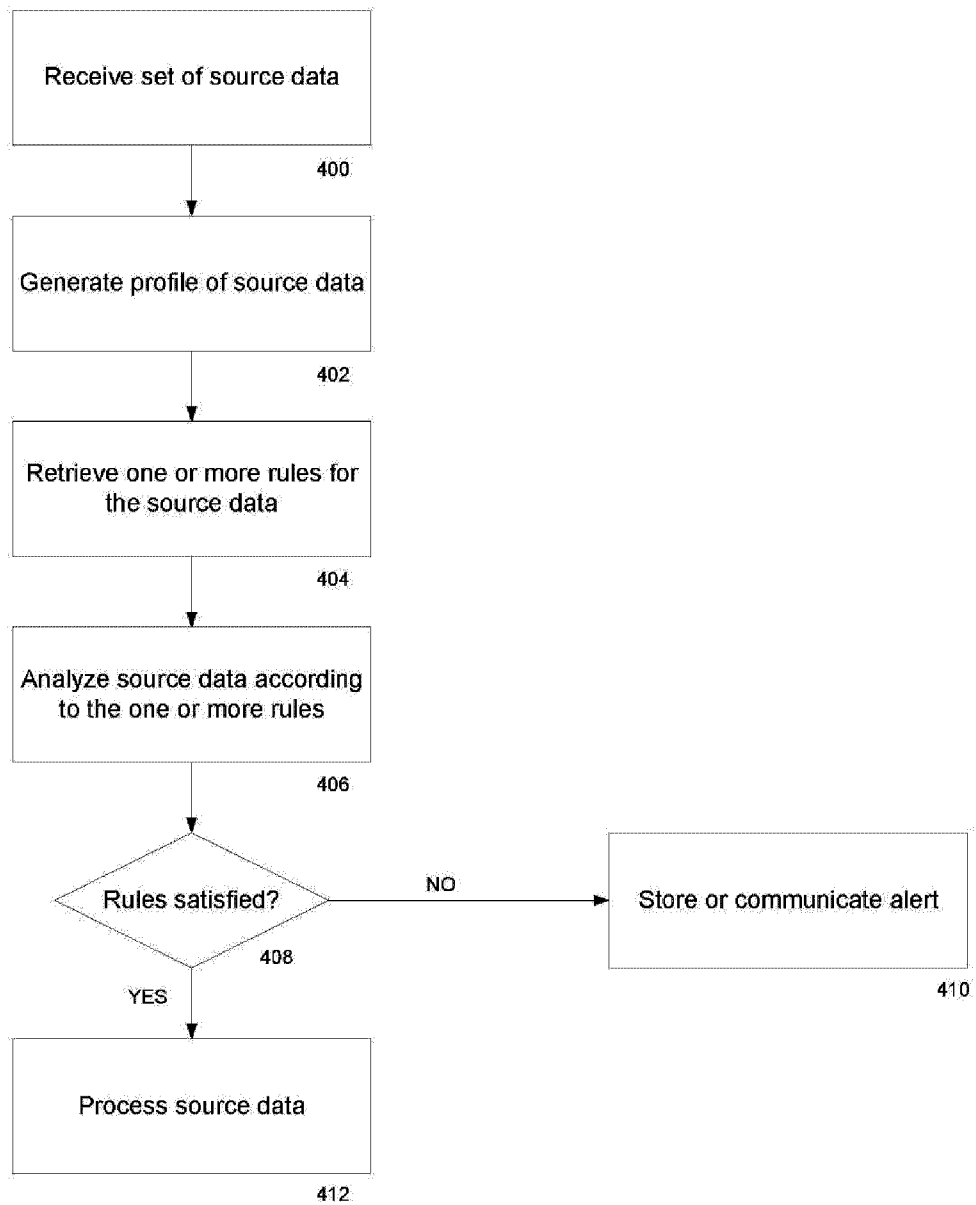 Receive set of source data
400
Generate profile of source data
402
Retrieve one or more rules for
the source data
404
Analyze source data according
to the one or more rules
406
Rules satisfied?
408
NO
Store or communicate alert
410
YES
Process source data
412